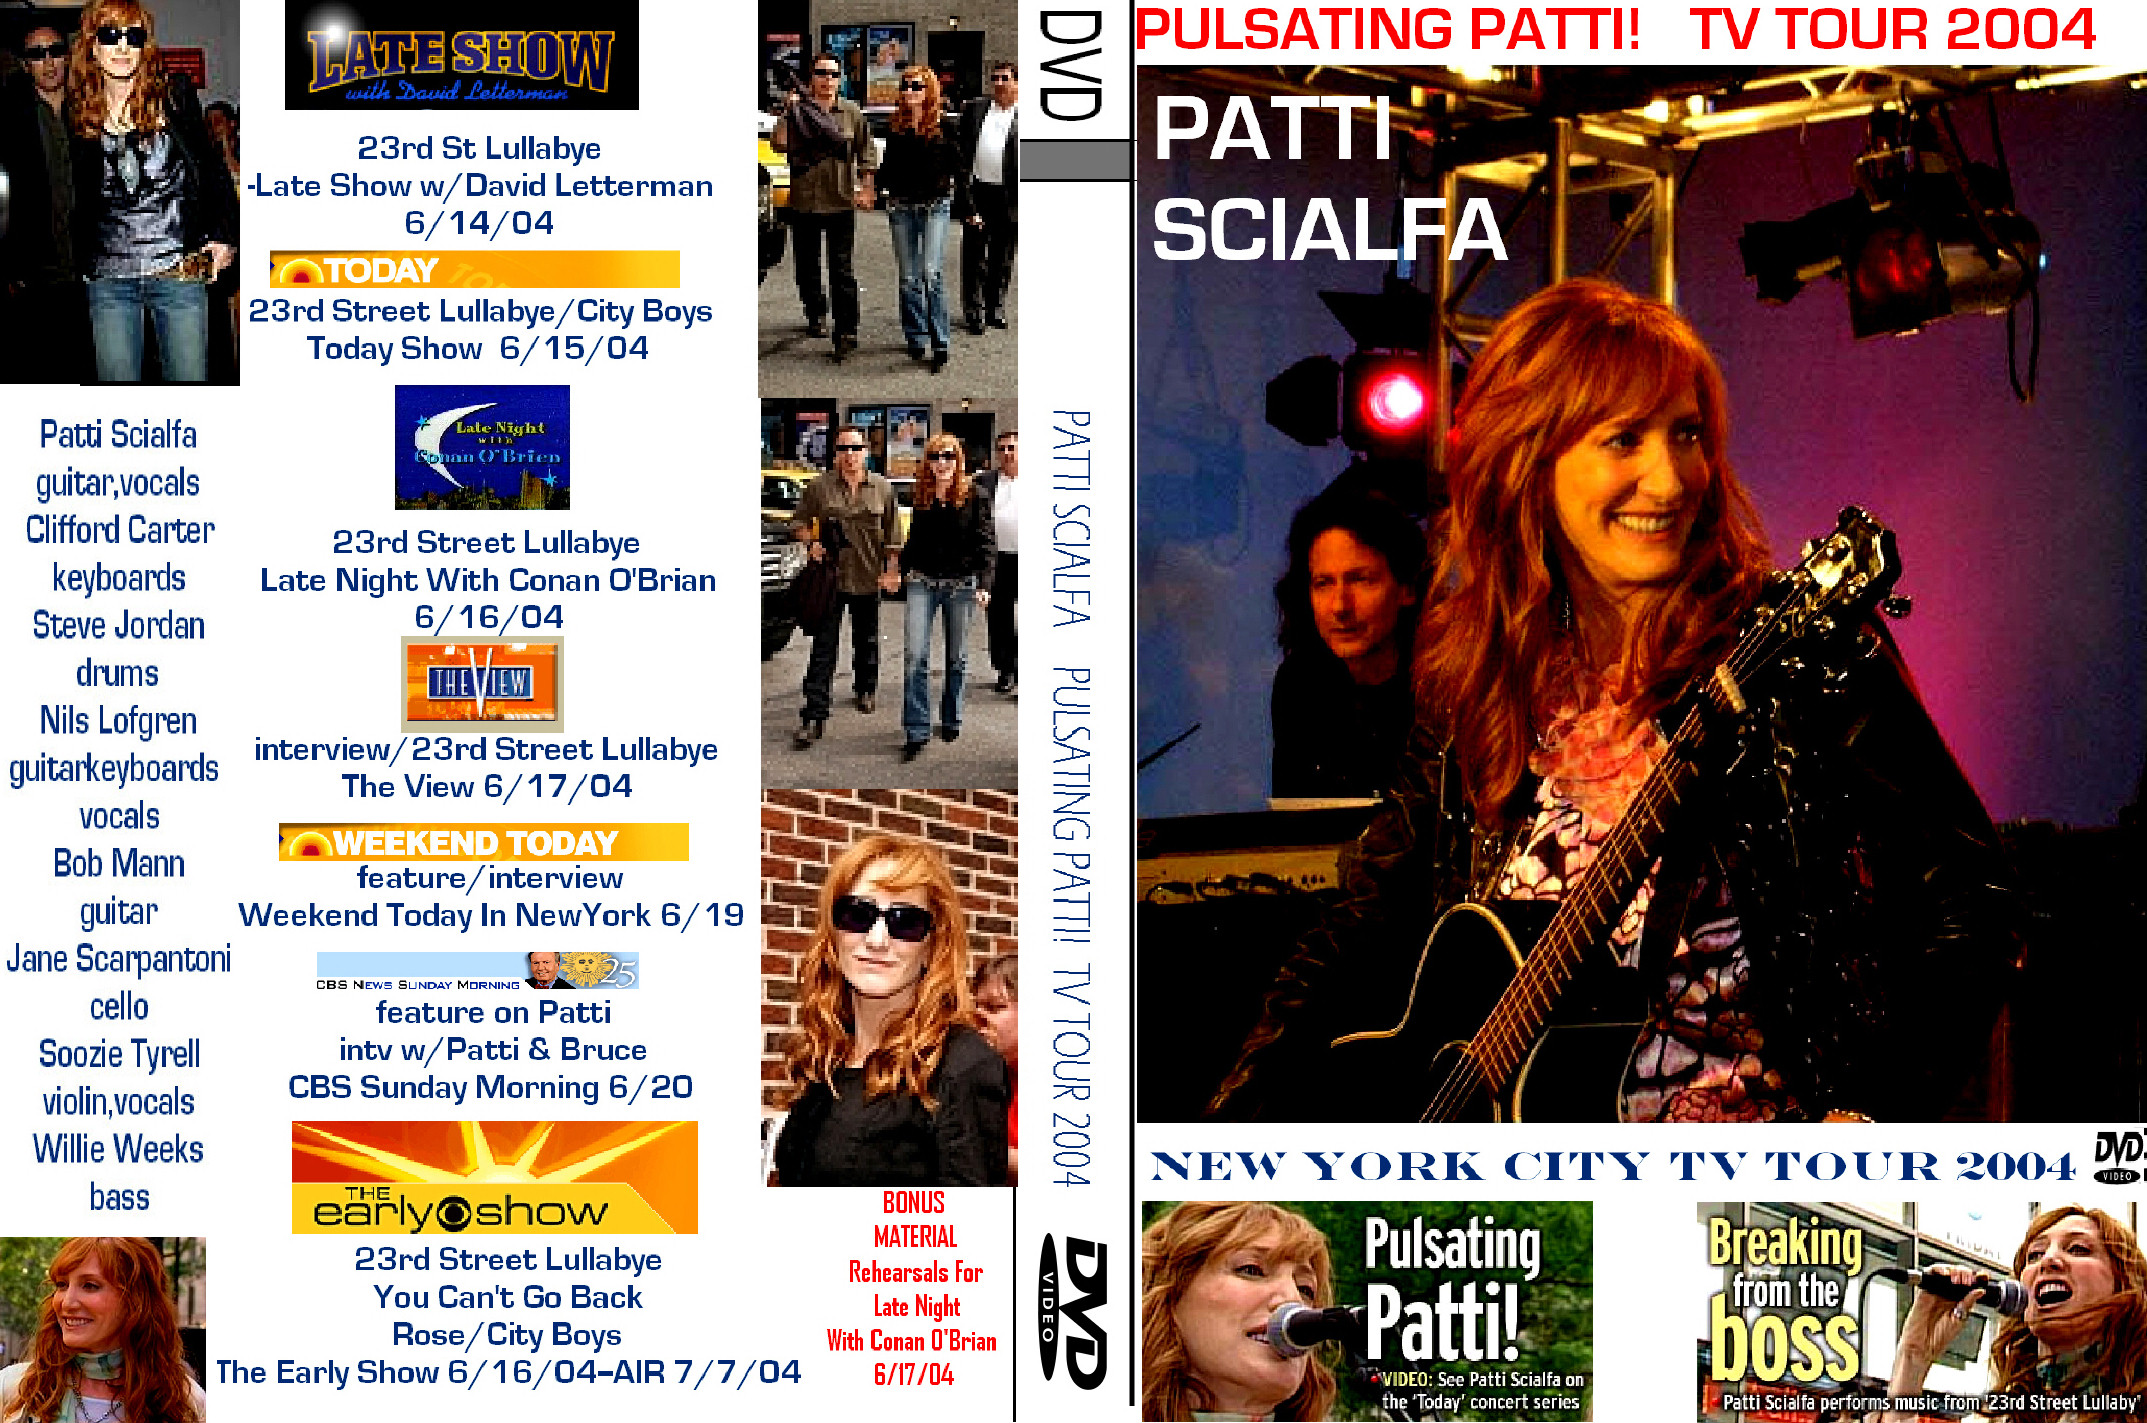 LATE SHOW
with David Letterman
23rd St Lullabye
-Late Show w/David Letterman
6/14/04
TODAY
23rd Street Lullabye/City Boys
Today Show 6/15/04
Late Night
with
Conan O'Brien
23rd Street Lullabye
Late Night With Conan O'Brian
6/16/04
THE VIEW
interview/23rd Street Lullabye
The View 6/17/04
WEEKEND TODAY
feature/interview
Weekend Today In NewYork 6/19
CBS NEWS SUNDAY MORNING 25
feature on Patti
intv w/Patti & Bruce
CBS Sunday Morning 6/20
THE
early show
23rd Street Lullabye
You Can't Go Back
Rose/City Boys
The Early Show 6/16/04-AIR 7/7/04
Patti Scialfa
guitar,vocals
Clifford Carter
keyboards
Steve Jordan
drums
Nils Lofgren
guitarkeyboards
vocals
Bob Mann
guitar
Jane Scarpantoni
cello
Soozie Tyrell
violin,vocals
Willie Weeks
bass
BONUS
MATERIAL
Rehearsals For
Late Night
With Conan O'Brian
6/17/04
DVD
PATTI SCIALFA PULSATING PATTI! TV TOUR 2004
DVD
VIDEO
PULSATING PATTI! TV TOUR 2004
PATTI
SCIALFA
NEW YORK CITY TV TOUR 2004
DVD
VIDEO
Pulsating
Patti!
VIDEO: See Patti Scialfa on
the 'Today' concert series
Breaking
from the
boss
Patti Scialfa performs music from '23rd Street Lullaby'